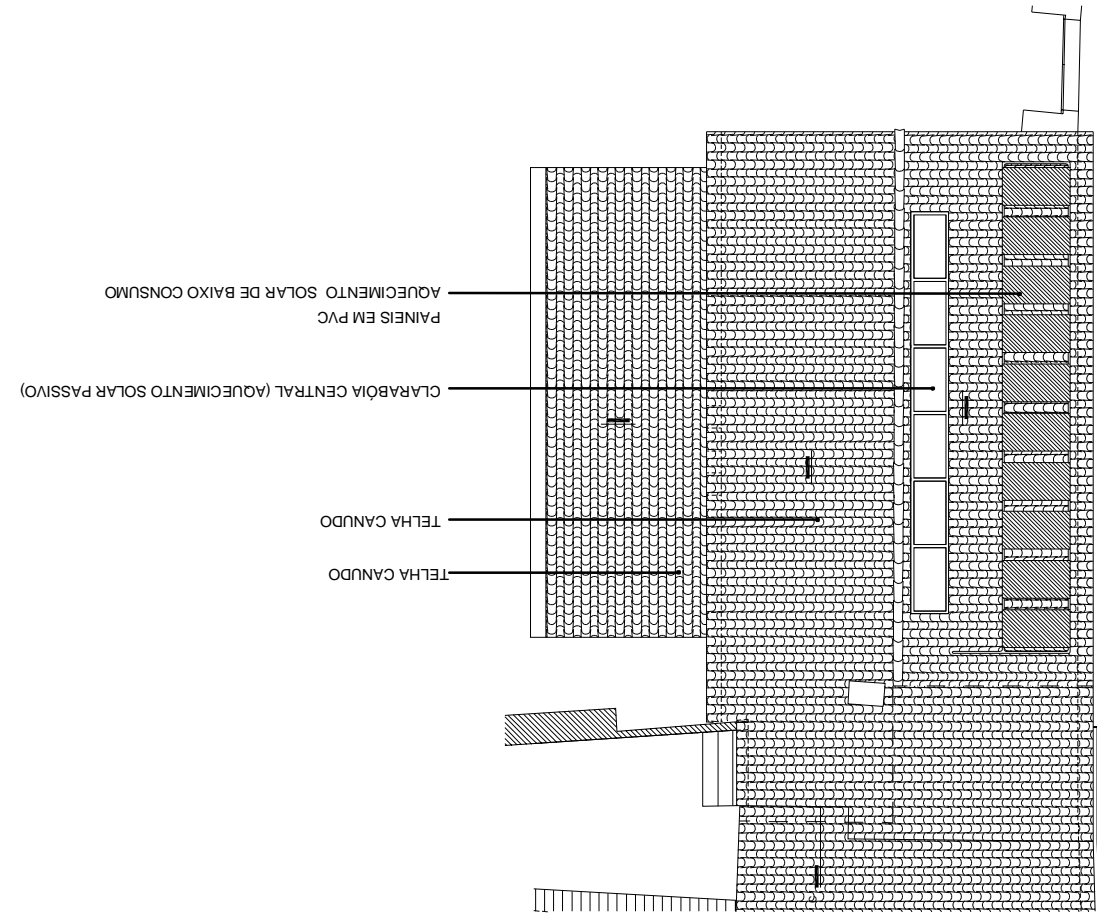 TELHA CANUDO
TELHA CANUDO
CLARABÓIA CENTRAL (AQUECIMENTO SOLAR PASSIVO)
PAINEIS EM PVC
AQUECIMENTO SOLAR DE BAIXO CONSUMO